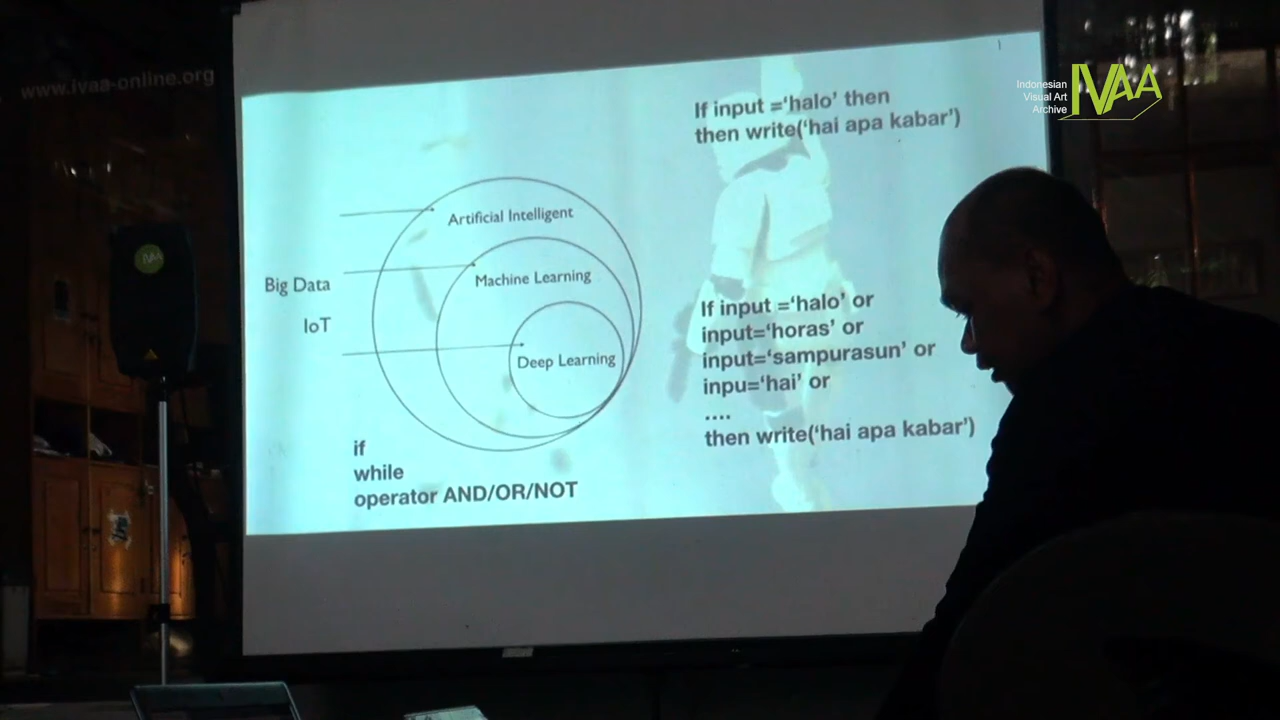 www.ivaa-online.org
Indonesian
Visual Art
Archive
IVAA
IVAA
If input =‘halo’ then
then write(‘hai apa kabar’)
Artificial Intelligent
Machine Learning
Deep Learning
Big Data
IoT
If input =‘halo’ or
input=‘horas’ or
input=‘sampurasun’ or
inpu=‘hai’ or
....
then write(‘hai apa kabar’)
if
while
operator AND/OR/NOT